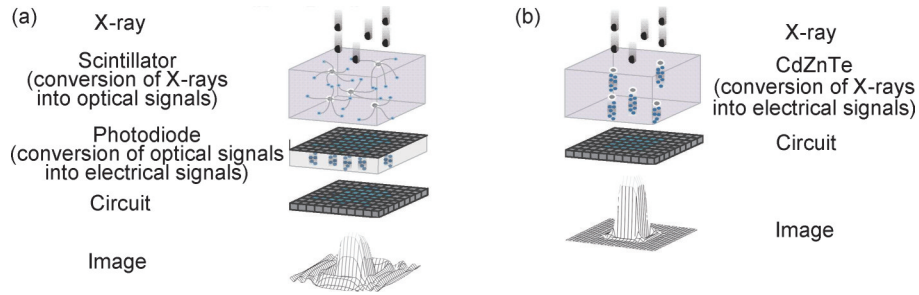 (a)
X-ray
Scintillator
(conversion of X-rays
into optical signals)
Photodiode
(conversion of optical signals
into electrical signals)
Circuit
Image
(b)
X-ray
CdZnTe
(conversion of X-rays
into electrical signals)
Circuit
Image